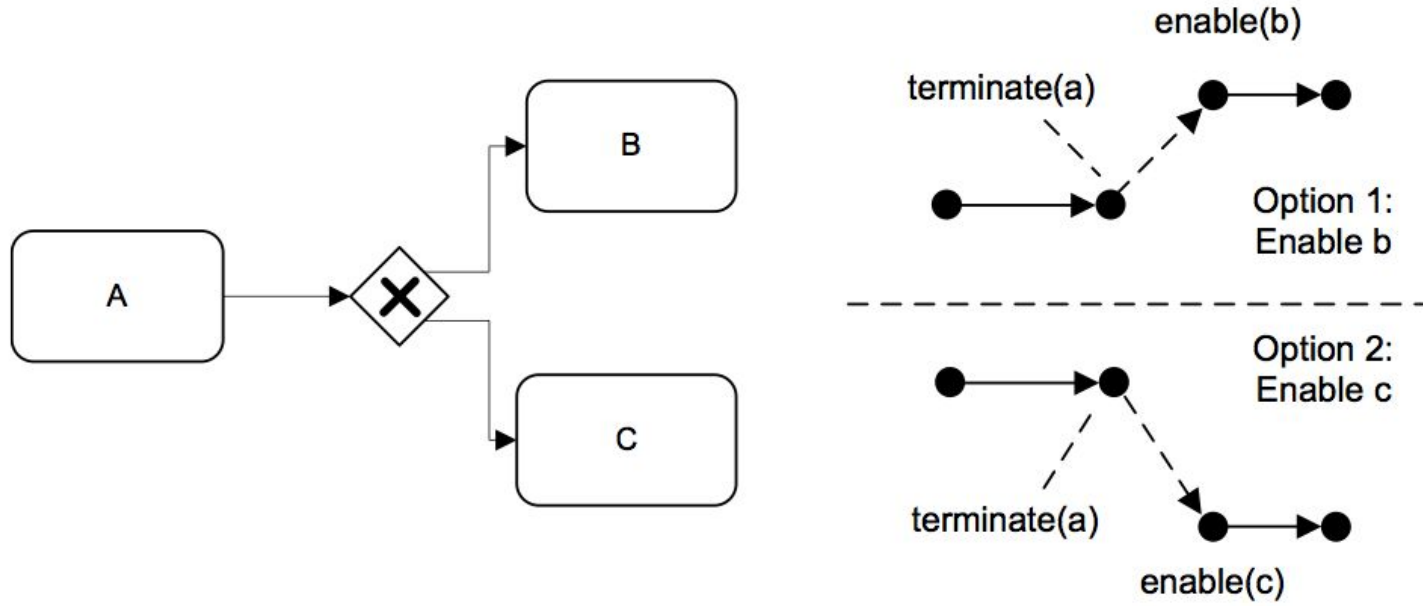 A
B
C
enable(b)
terminate(a)
Option 1:
Enable b
Option 2:
Enable c
terminate(a)
enable(c)